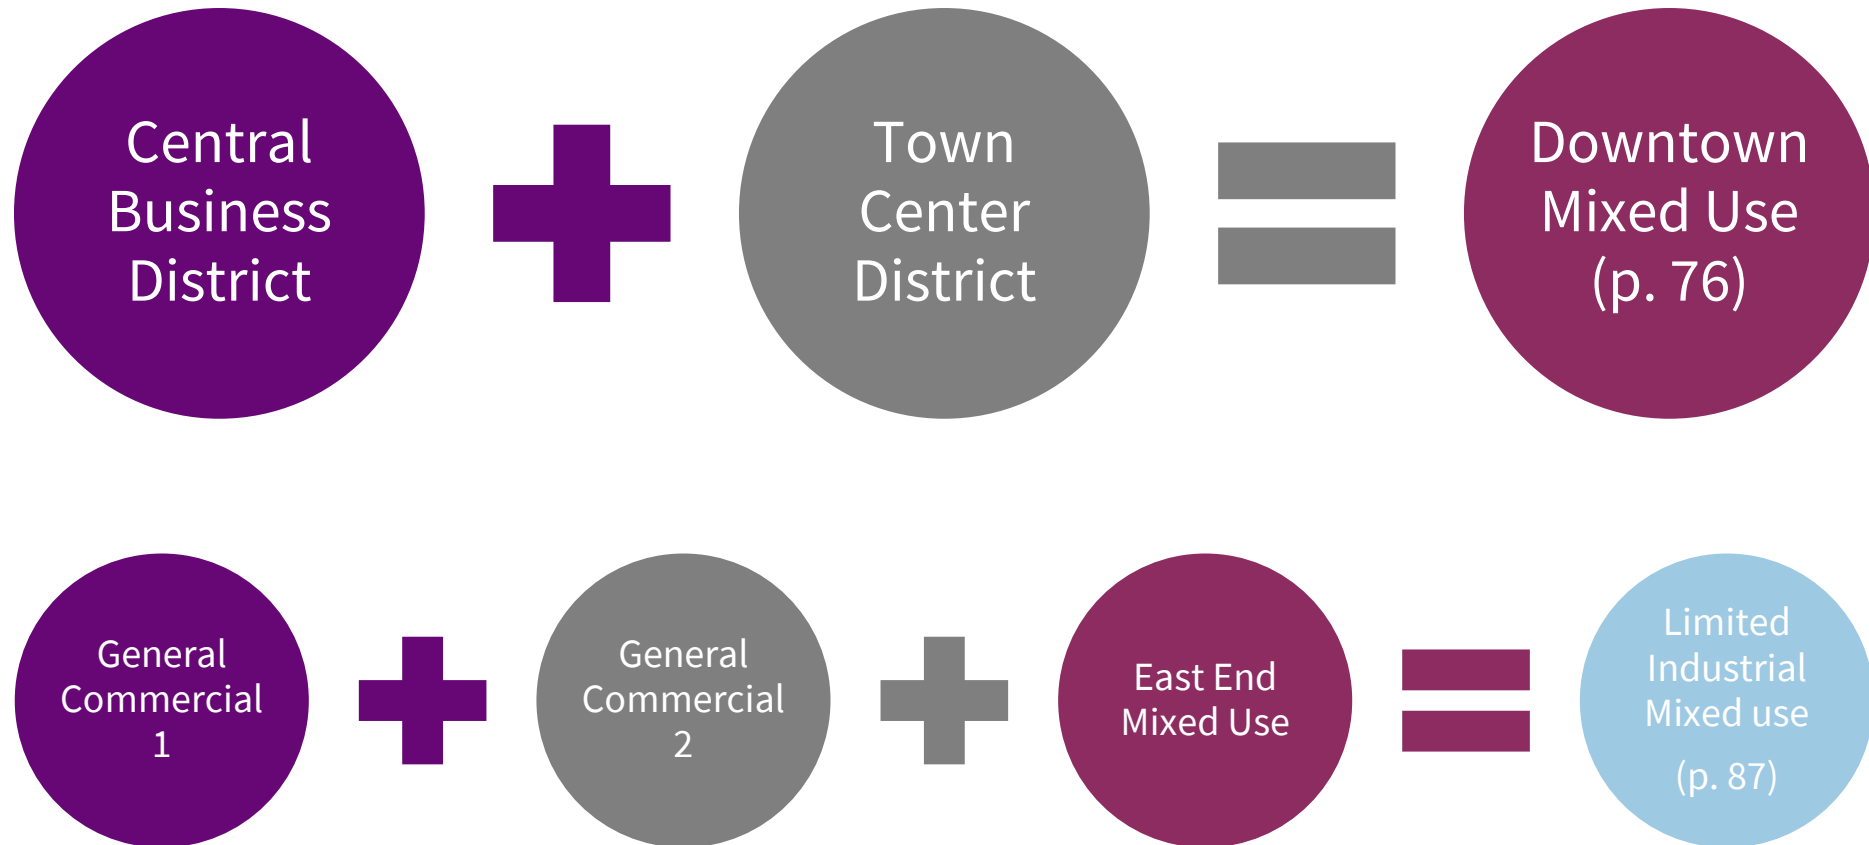 Central
Business
District
Town
Center
District
Downtown
Mixed Use
(p. 76)
General
Commercial
1
General
Commercial
2
East End
Mixed Use
Limited
Industrial
Mixed use
(p. 87)